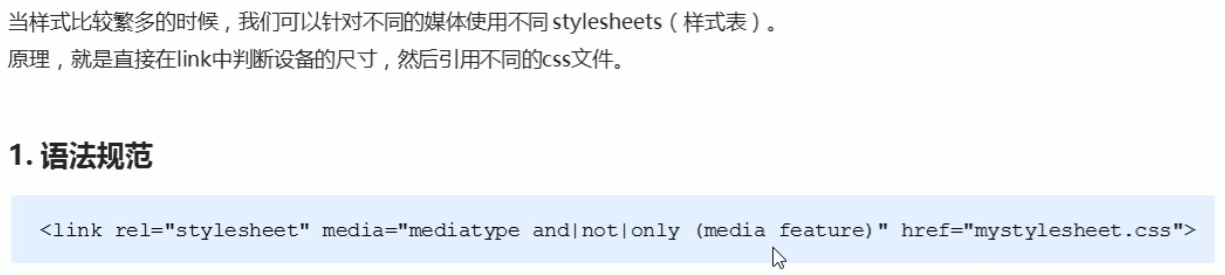 当样式比较繁多的时候，我们可以针对不同的媒体使用不同 stylesheets（样式表）。
原理，就是直接在link中判断设备的尺寸，然后引用不同的css文件。
1. 语法规范
<link rel="stylesheet" media="mediatype and|not|only (media feature)" href="mystylesheet.css">